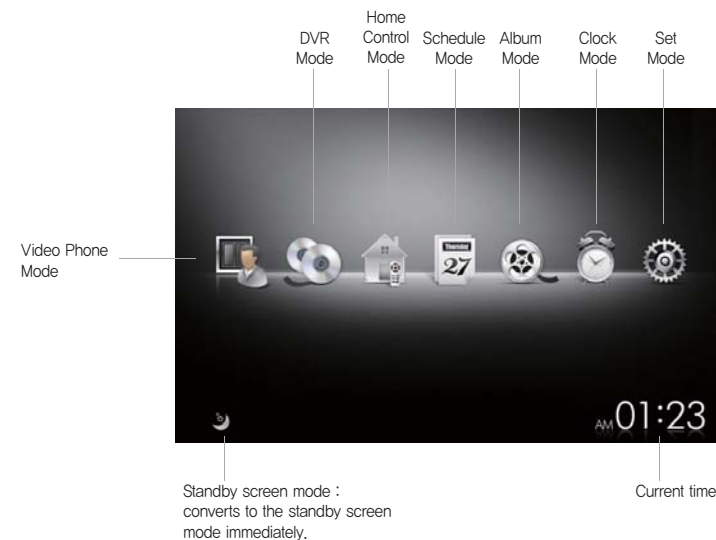 Home
DVR Control Schedule Album Clock Set
Mode Mode Mode Mode Mode Mode
Video Phone
Mode
Thursday
27
AM 01:23
Standby screen mode :
converts to the standby screen
mode immediately.
Current time